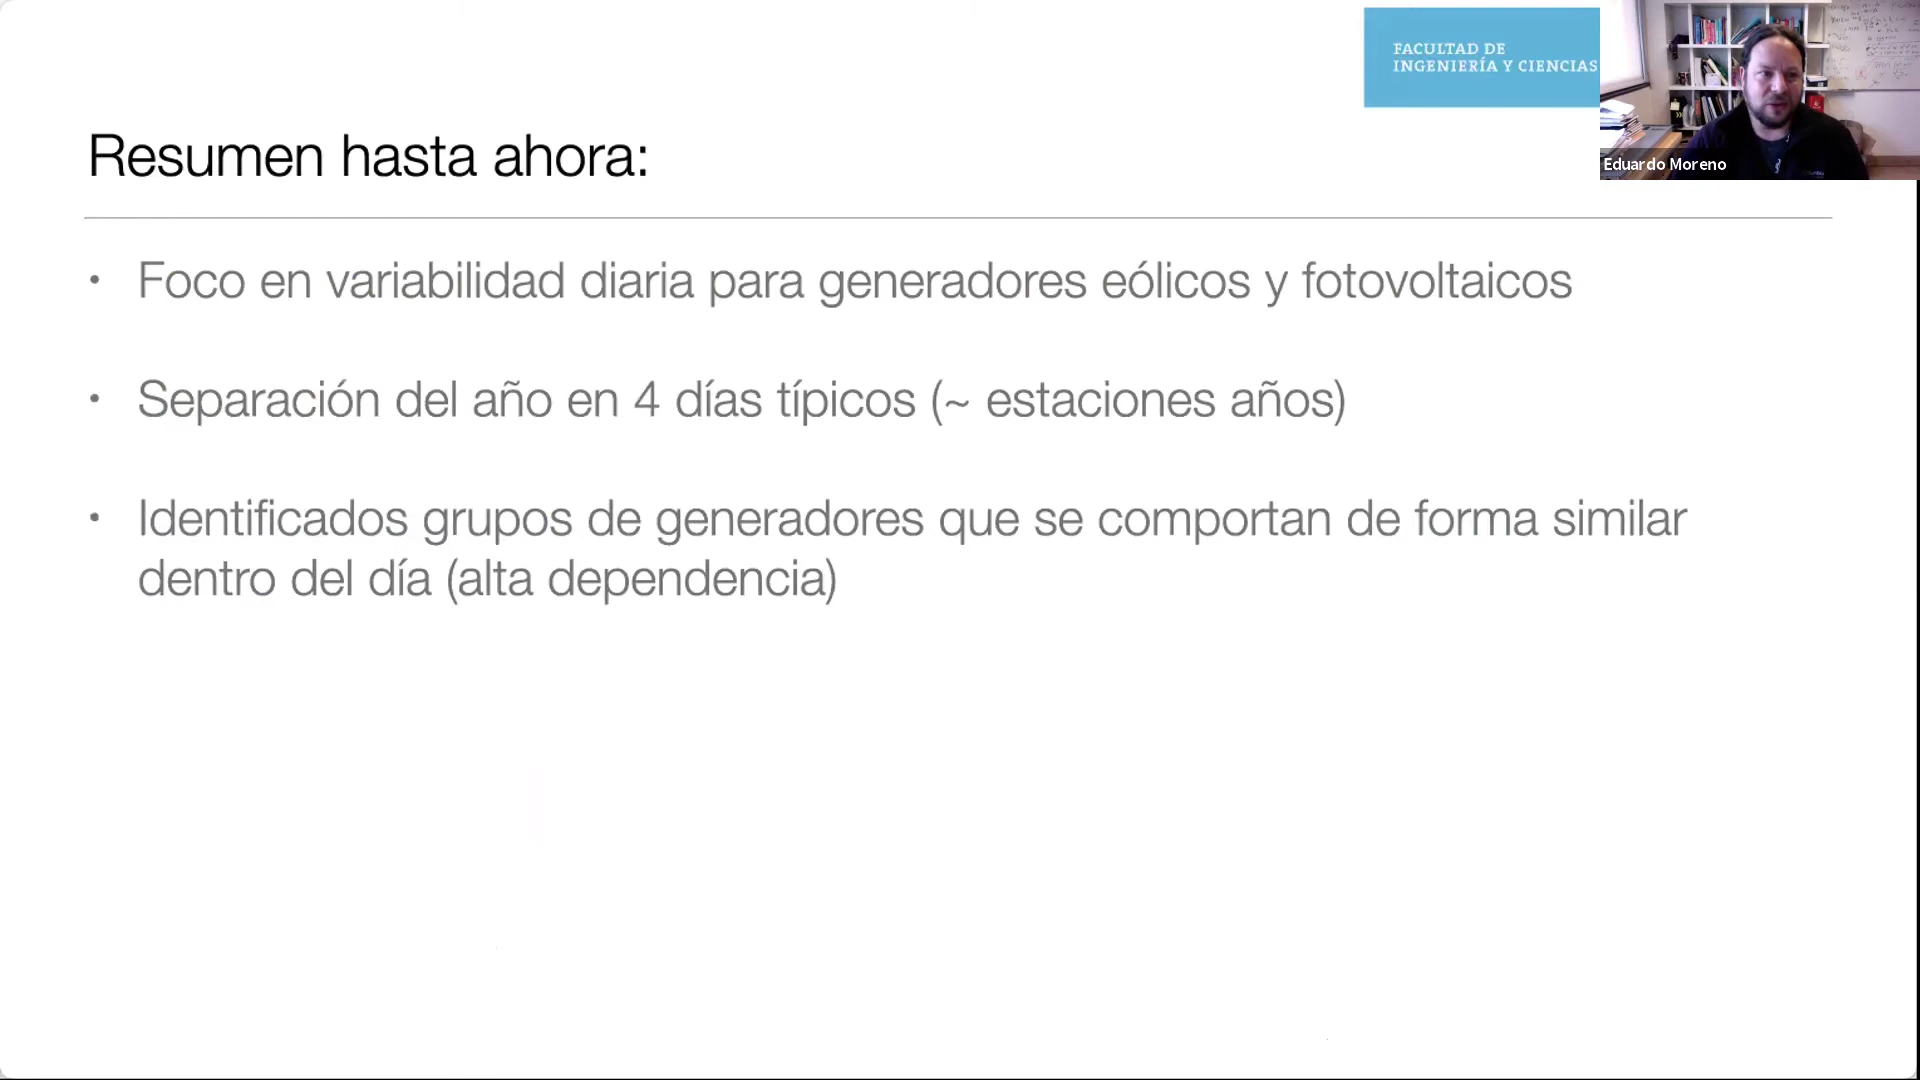 FACULTAD DE
INGENIERÍA Y CIENCIAS
Eduardo Moreno
Resumen hasta ahora:
• Foco en variabilidad diaria para generadores eólicos y fotovoltaicos
• Separación del año en 4 días típicos (~ estaciones años)
• Identificados grupos de generadores que se comportan de forma similar
dentro del día (alta dependencia)